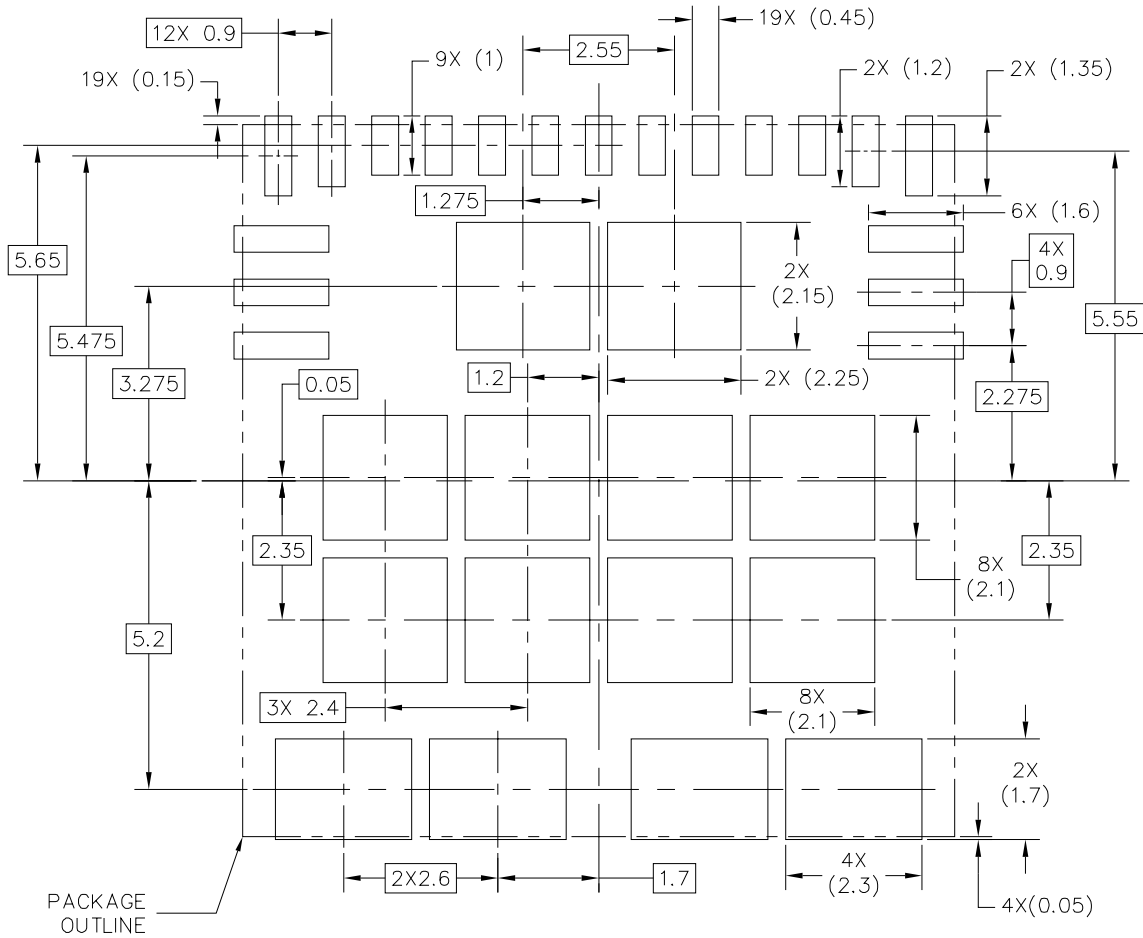 19X (0.45)
12X 0.9
2.55
9X (1)
2X (1.2)
2X (1.35)
19X (0.15)
1.275
6X (1.6)
5.65
4X
0.9
2X
(2.15)
5.55
5.475
3.275
0.05
1.2
2X (2.25)
2.275
2.35
2.35
8X
(2.1)
5.2
3X 2.4
8X
(2.1)
2X
(1.7)
2X2.6
1.7
4X
(2.3)
4X(0.05)
PACKAGE
OUTLINE